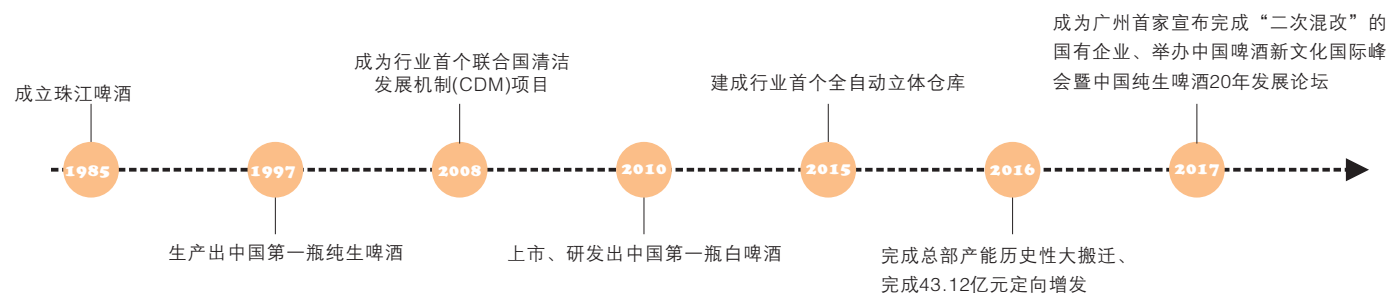 成为广州首家宣布完成“二次混改”的
国有企业、举办中国啤酒新文化国际峰
会暨中国纯生啤酒20年发展论坛
成为行业首个联合国清洁
发展机制(CDM)项目
建成行业首个全自动立体仓库
成立珠江啤酒
1985
1997
2008
2010
2015
2016
2017
生产出中国第一瓶纯生啤酒
上市、研发出中国第一瓶白啤酒
完成总部产能历史性大搬迁、
完成43.12亿元定向增发